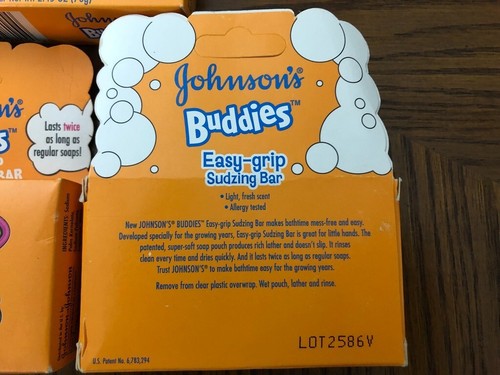 Johnson's
Bu
Johnson's®
Buddies™
Easy-grip
Sudzing Bar
• Light, fresh scent
• Allergy tested
New JOHNSON'S® BUDDIES™ Easy-grip Sudzing Bar makes bathtime mess-free and easy.
Developed specially for the growing years, Easy-grip Sudzing Bar is great for little hands. The
patented, super-soft soap pouch produces rich lather and doesn't slip. It rinses
clean every time and dries quickly. And it lasts twice as long as regular soaps.
Trust JOHNSON'S® to make bathtime easy for the growing years.
Remove from clear plastic overwrap. Wet pouch, lather and rinse.
LOT2586V
U.S. Patent No. 6,783,294
n's
s™
Lasts twice
as long as
regular soaps!
BAR
INGREDIENTS: